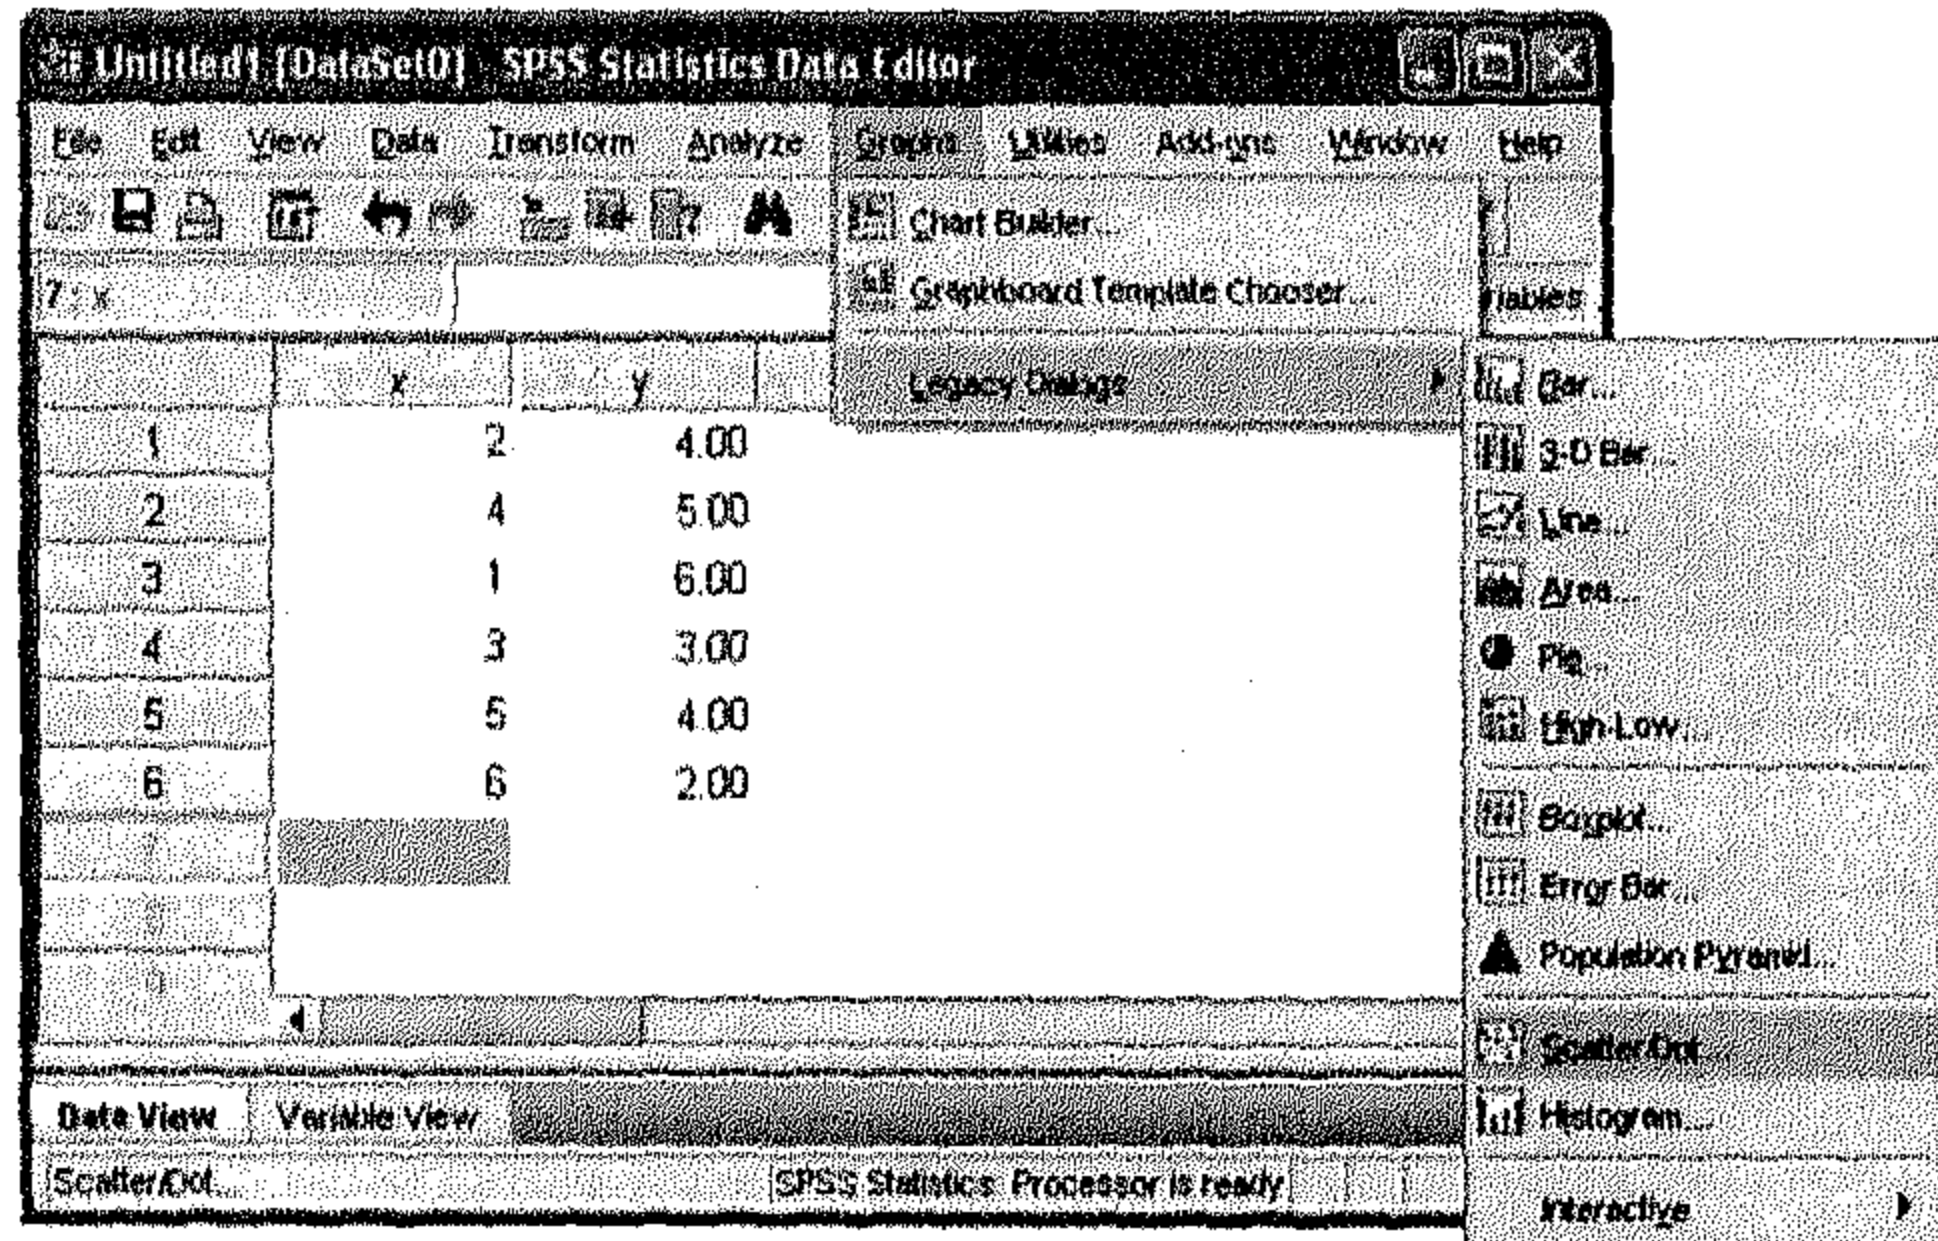 Untitled1 [DataSet0] SPSS Statistics Data Editor
File Edit View Data Transform Analyze Graphs Utilities Add-ons Window Help
Chart Builder...
7 : x
Graphboard Template Chooser...
riables
x y
Legacy Dialogs
Bar...
1 2 4.00
3-D Bar...
2 4 5.00
Line...
3 1 6.00
Area...
4 3 3.00
Pie...
5 5 4.00
High-Low...
6 6 2.00
Boxplot...
Error Bar...
Population Pyramid...
Scatter/Dot...
Data View Variable View
Histogram...
Scatter/Dot... SPSS Statistics Processor is ready
Interactive